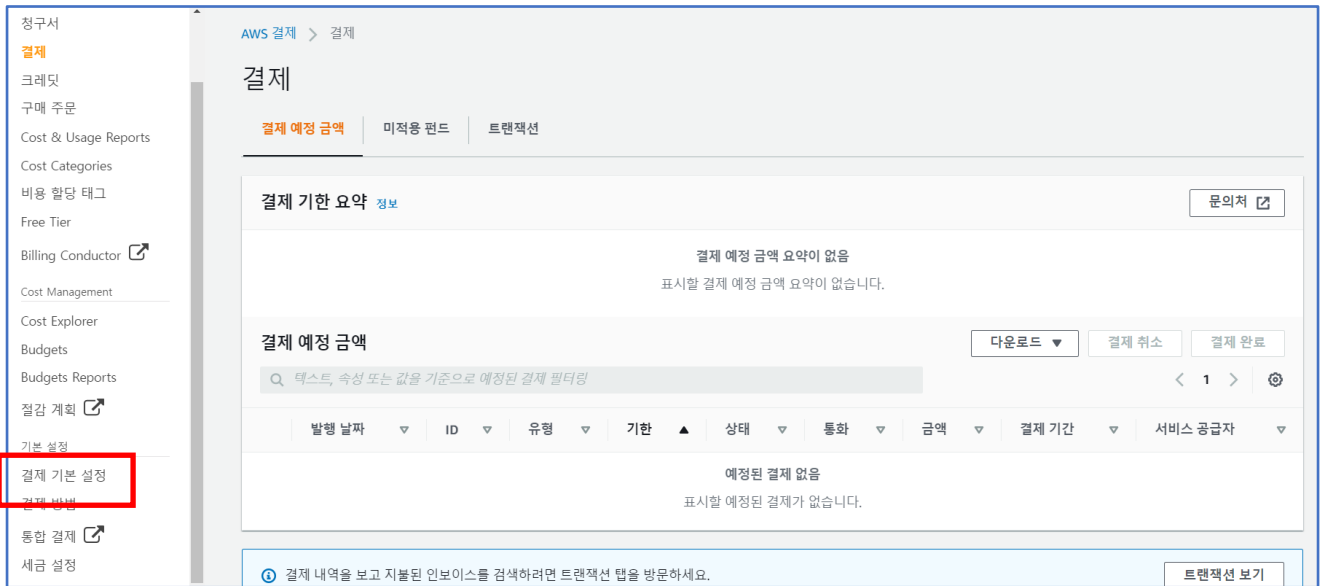 청구서
결제
크레딧
구매 주문
Cost & Usage Reports
Cost Categories
비용 할당 태그
Free Tier
Billing Conductor
Cost Management
Cost Explorer
Budgets
Budgets Reports
절감 계획
기본 설정
결제 기본 설정
결제 방법
통합 결제
세금 설정
AWS 결제 > 결제
결제
결제 예정 금액 미적용 펀드 트랜잭션
결제 기한 요약 정보 문의처
결제 예정 금액 요약이 없음
표시할 결제 예정 금액 요약이 없습니다.
결제 예정 금액 다운로드 ▼ 결제 취소 결제 완료
텍스트, 속성 또는 값을 기준으로 예정된 결제 필터링 < 1 >
발행 날짜 ID 유형 기한 상태 통화 금액 결제 기간 서비스 공급자
예정된 결제 없음
표시할 예정된 결제가 없습니다.
결제 내역을 보고 지불된 인보이스를 검색하려면 트랜잭션 탭을 방문하세요. 트랜잭션 보기